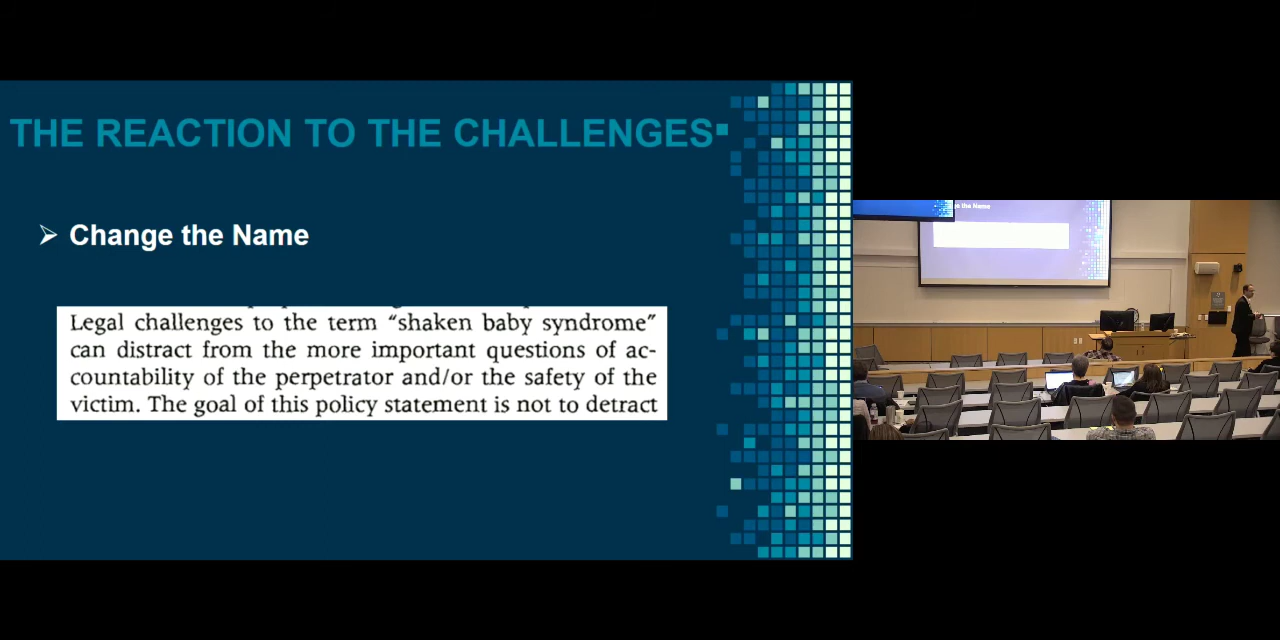 THE REACTION TO THE CHALLENGES
➢ Change the Name
Legal challenges to the term “shaken baby syndrome”
can distract from the more important questions of ac-
countability of the perpetrator and/or the safety of the
victim. The goal of this policy statement is not to detract
the Name